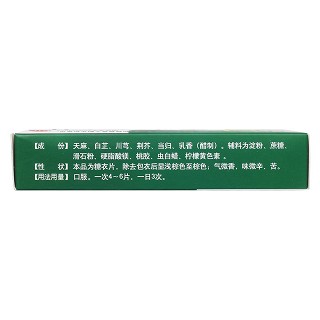 【成 份】 天麻、白芷、川芎、荆芥、当归、乳香（醋制）。辅料为淀粉、蔗糖、
滑石粉、硬脂酸镁、桃胶、虫白蜡、柠檬黄色素 。
【性 状】 本品为糖衣片，除去包衣后显浅棕色至棕色；气微香，味微辛、苦。
【用法用量】 口服。一次4～6片，一日3次。